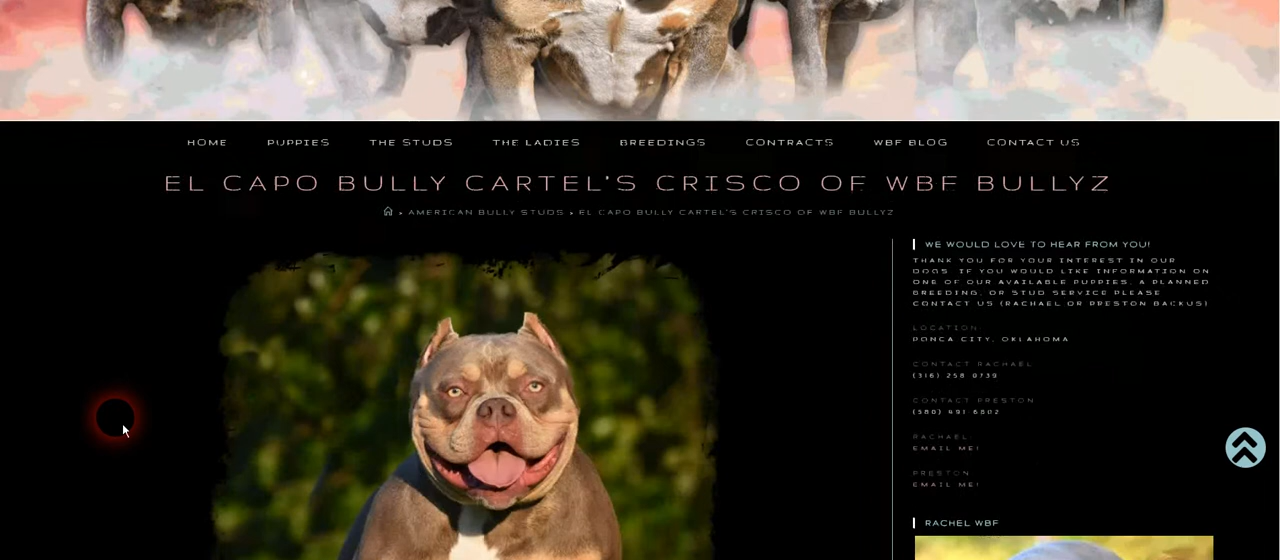 HOME PUPPIES THE STUDS THE LADIES BREEDINGS CONTRACTS WBF BLOG CONTACT US
EL CAPO BULLY CARTEL'S CRISCO OF WBF BULLYZ
> AMERICAN BULLY STUDS > EL CAPO BULLY CARTEL'S CRISCO OF WBF BULLYZ
WE WOULD LOVE TO HEAR FROM YOU!
THANK YOU FOR YOUR INTEREST IN OUR
DOGS. IF YOU WOULD LIKE INFORMATION ON
ONE OF OUR AVAILABLE PUPPIES, A PLANNED
BREEDING, OR STUD SERVICE PLEASE
CONTACT US (RACHAEL OR PRESTON BACKUS)
LOCATION
PONCA CITY, OKLAHOMA
CONTACT RACHAEL
(316) 258 0739
CONTACT PRESTON
(580) 491-6602
RACHAEL
EMAIL ME!
PRESTON
EMAIL ME!
RACHEL WBF